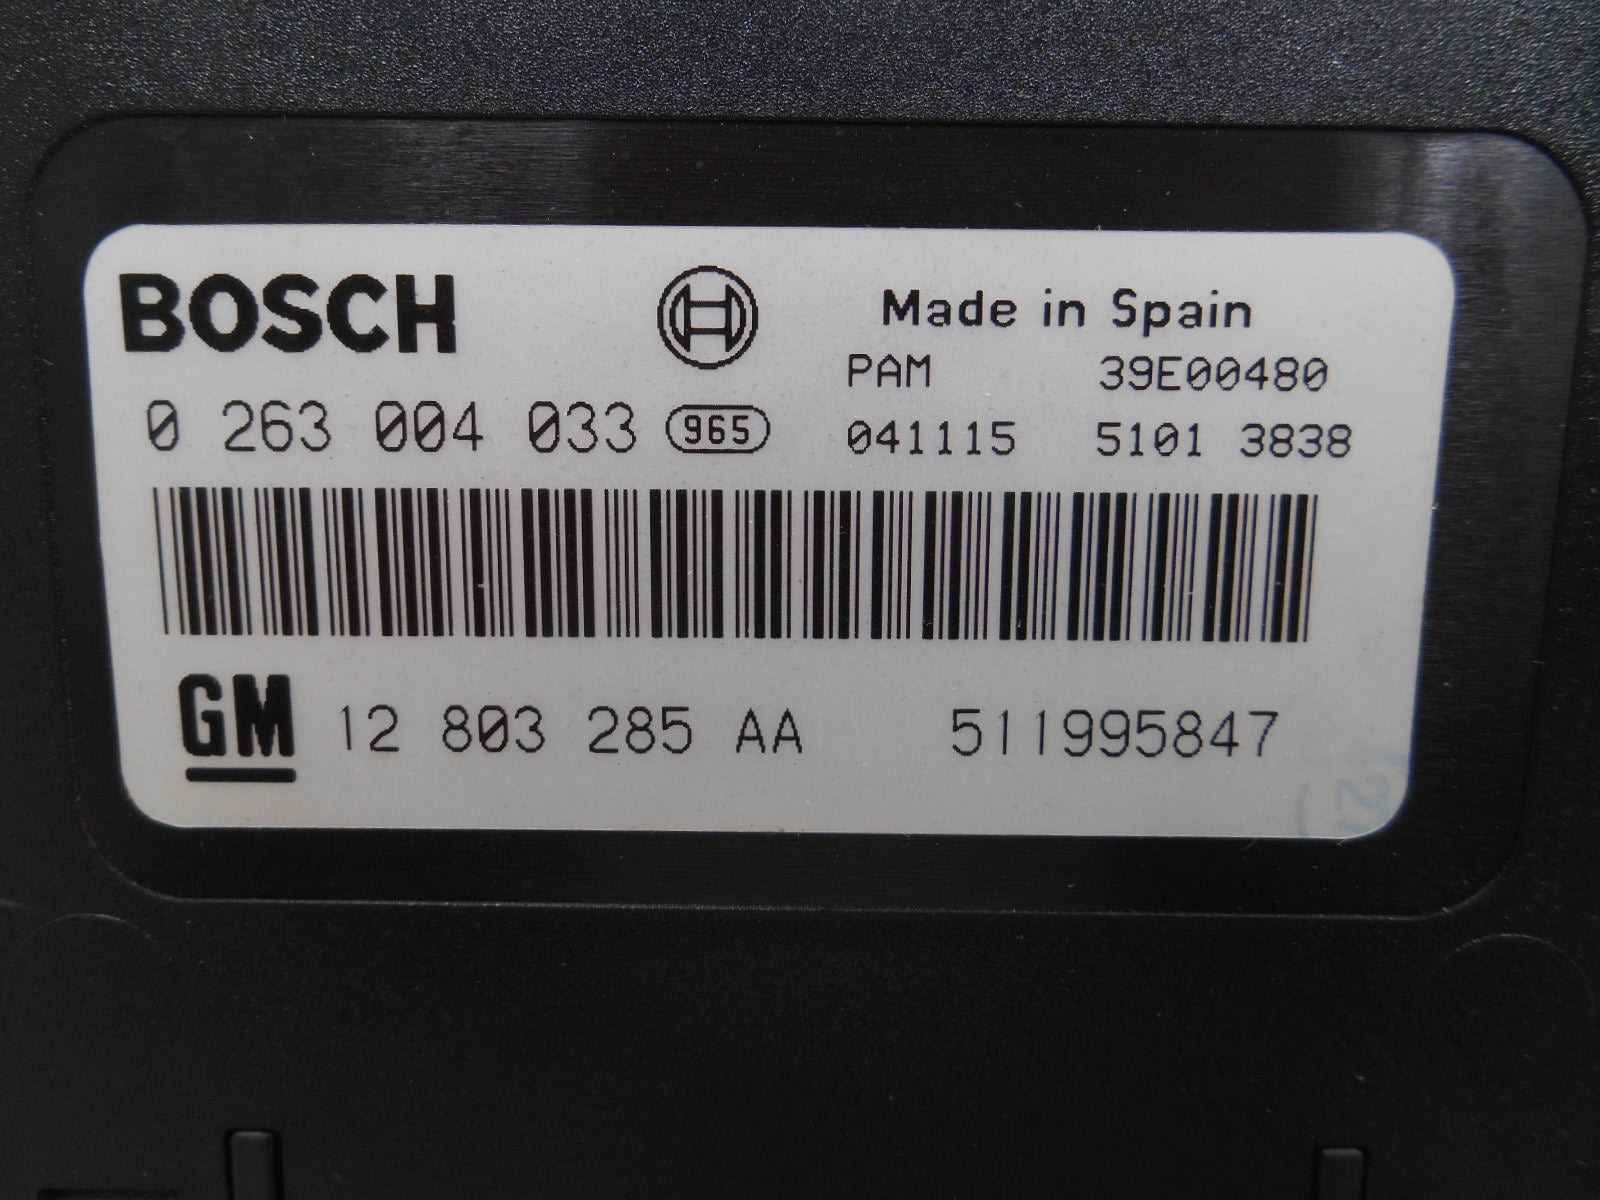 BOSCH
Made in Spain
PAM 39E00480
0 263 004 033 965 041115 5101 3838
GM 12 803 285 AA 511995847